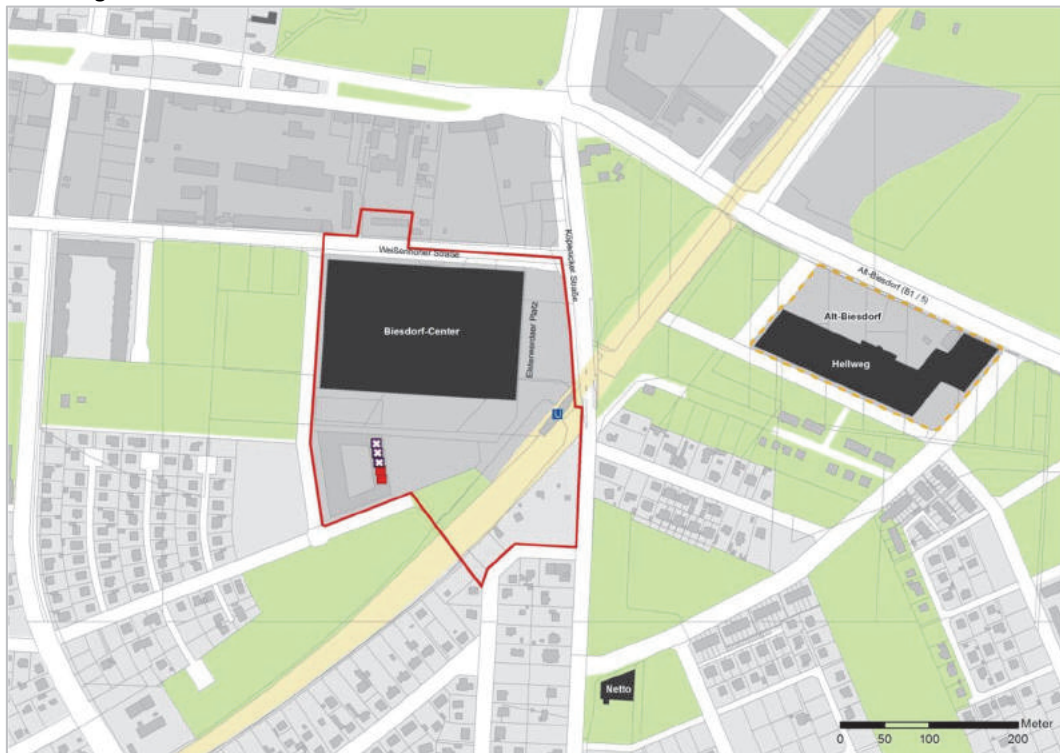 Weißenhöher Straße
Köpenicker Straße
Alt-Biesdorf (B1 / 5)
Biesdorf-Center
Elsterwerdaer Platz
Alt-Biesdorf
Hellweg
U
Netto
Meter
0 50 100 200